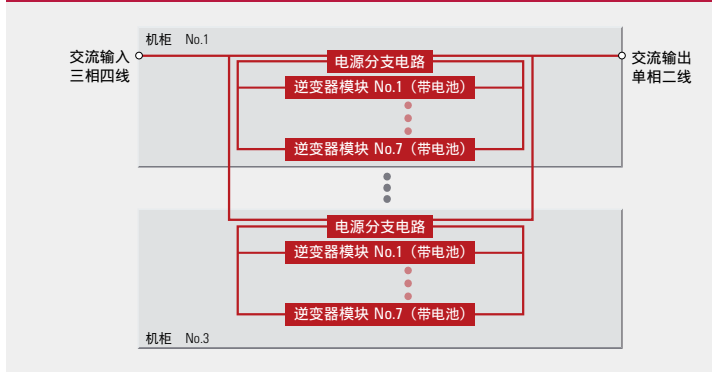 机柜 No.1
交流输入
三相四线
电源分支电路
交流输出
单相二线
逆变器模块 No.1（带电池）
逆变器模块 No.7（带电池）
电源分支电路
逆变器模块 No.1（带电池）
逆变器模块 No.7（带电池）
机柜 No.3